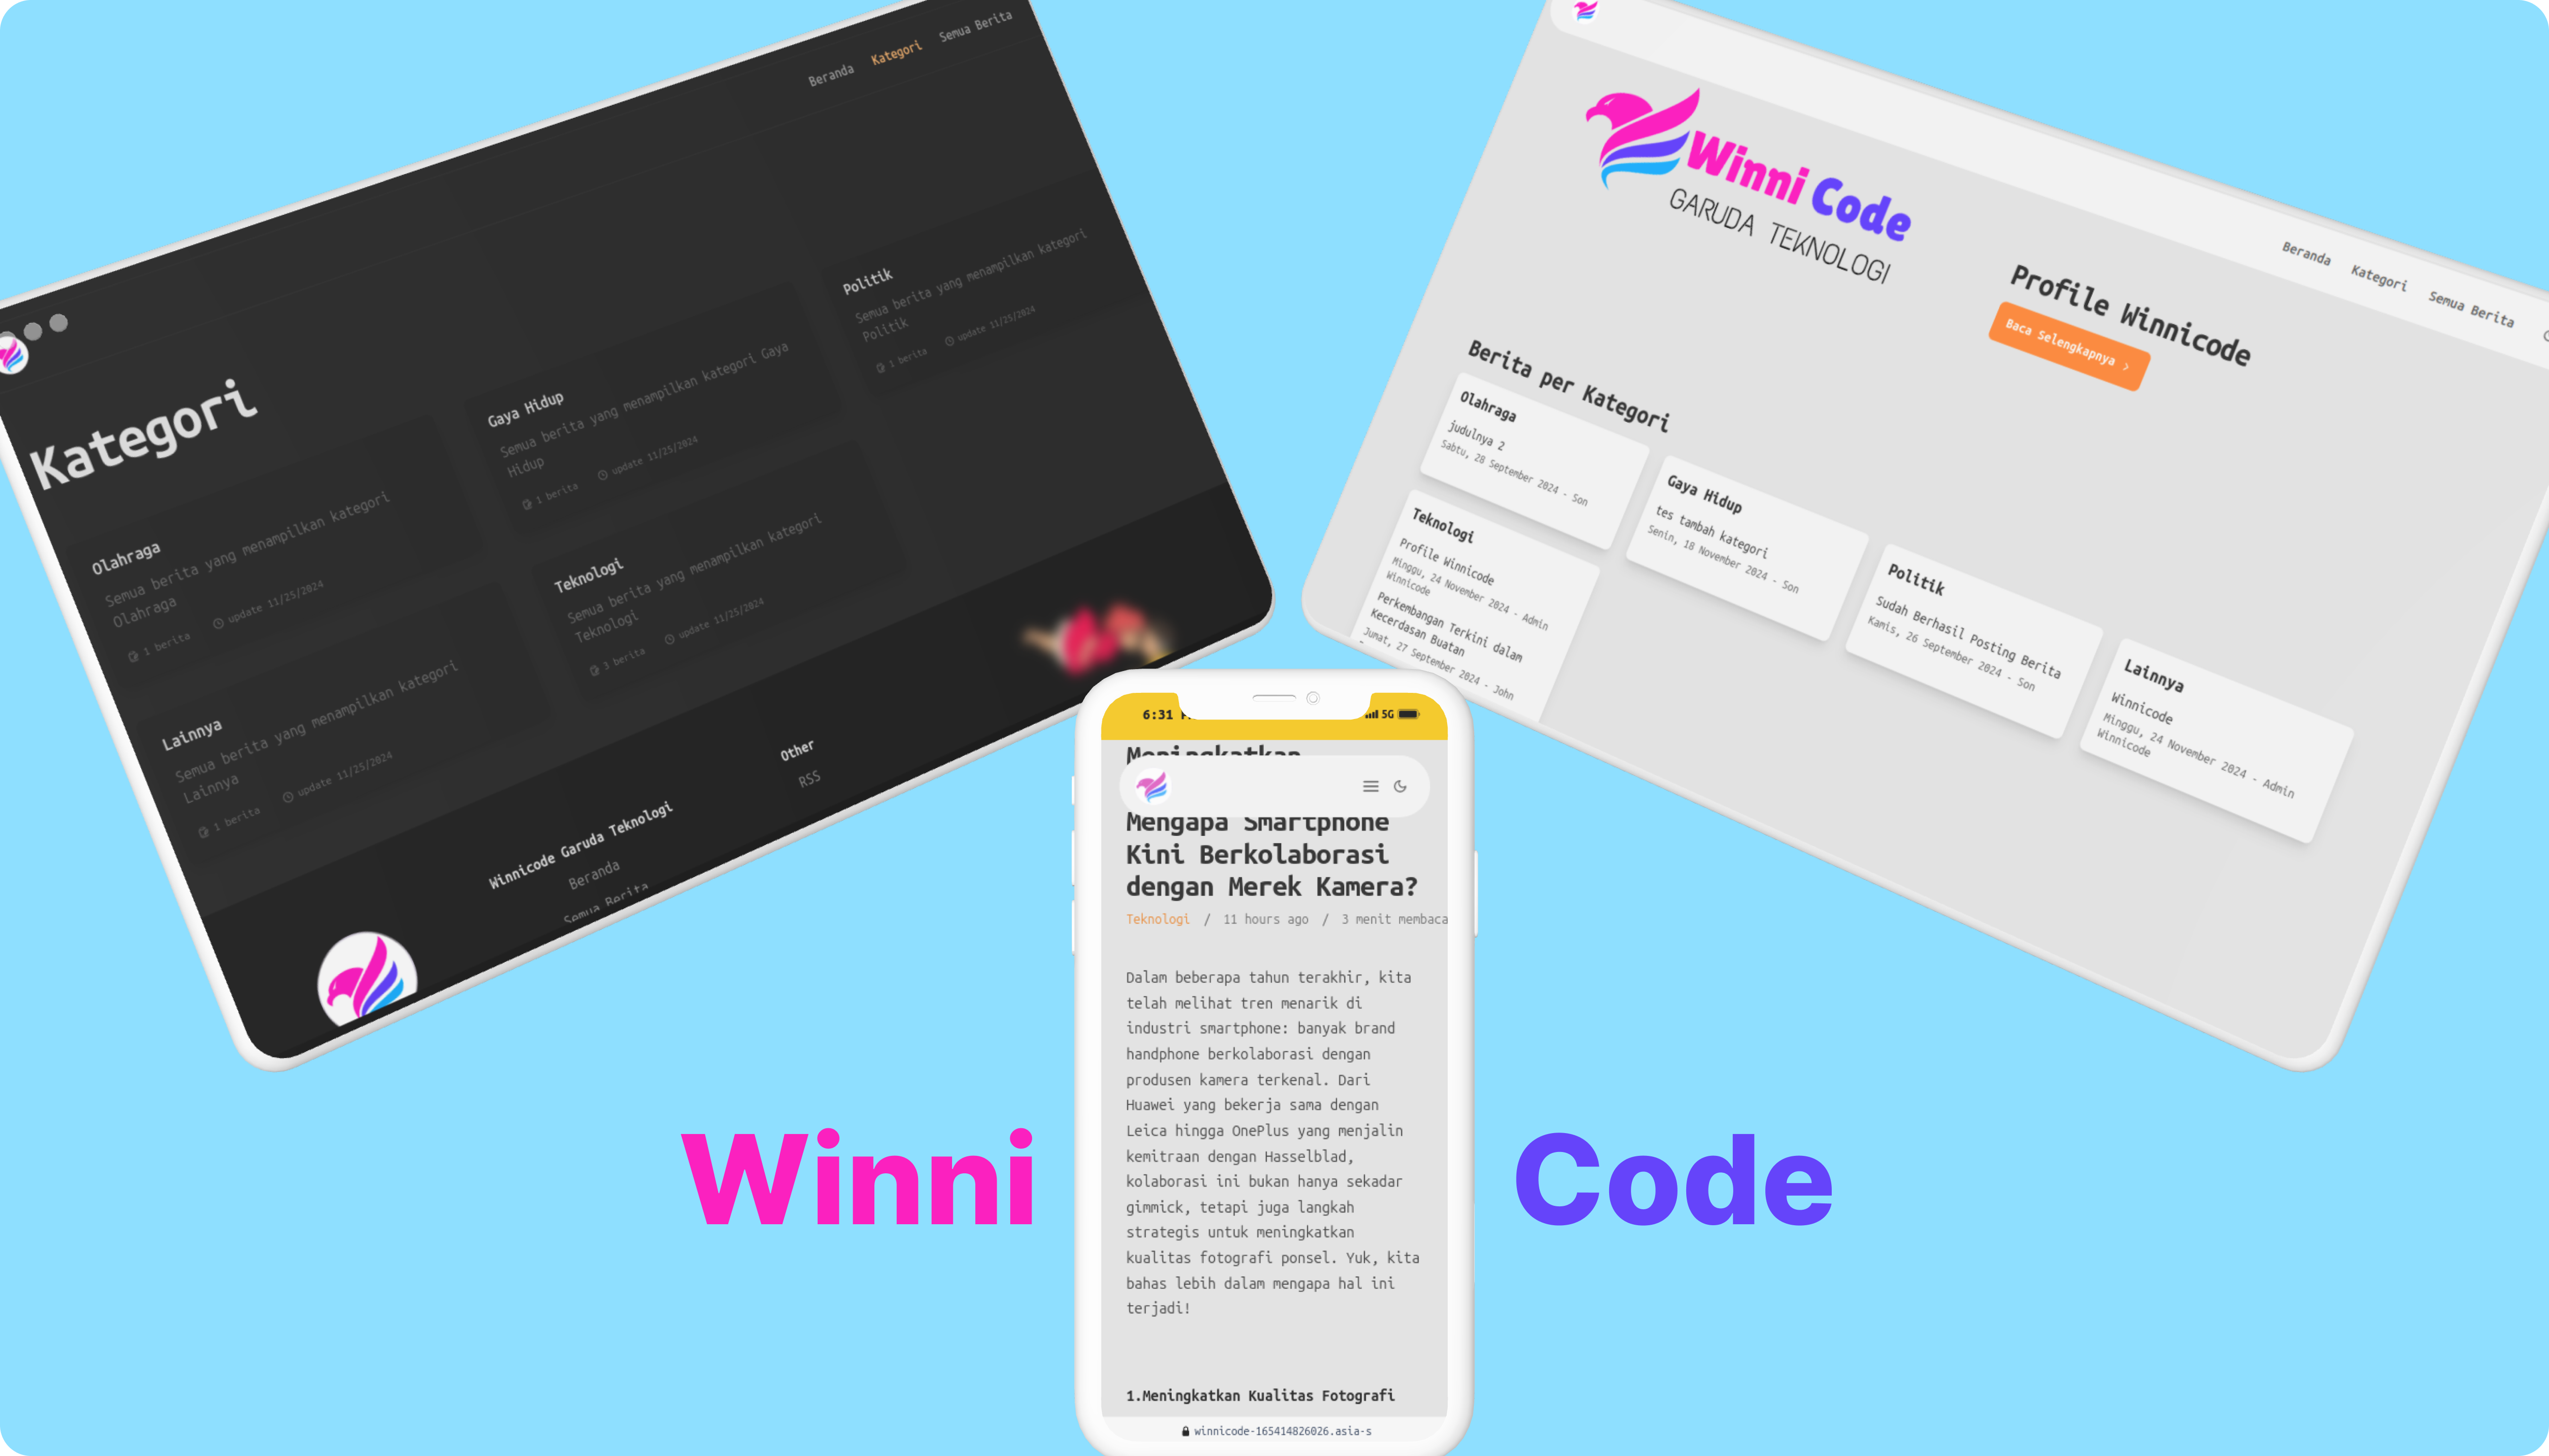 Beranda
Kategori
Semua Berita
Kategori
Olahraga
Semua berita yang menampilkan kategori
Olahraga
1 berita
update 11/25/2024
Gaya Hidup
Semua berita yang menampilkan kategori Gaya
Hidup
1 berita
update 11/25/2024
Politik
Semua berita yang menampilkan kategori
Politik
1 berita
update 11/25/2024
Lainnya
Semua berita yang menampilkan kategori
Lainnya
1 berita
update 11/25/2024
Teknologi
Semua berita yang menampilkan kategori
Teknologi
3 berita
update 11/25/2024
Winnicode Garuda Teknologi
Beranda
Semua Berita
Other
RSS
Beranda
Kategori
Semua Berita
Winni Code
GARUDA TEKNOLOGI
Profile Winnicode
Baca Selengkapnya
Berita per Kategori
Olahraga
judulnya 2
Sabtu, 28 September 2024 - Son
Gaya Hidup
tes tambah kategori
Senin, 18 November 2024 - Son
Politik
Sudah Berhasil Posting Berita
Kamis, 26 September 2024 - Son
Lainnya
Winnicode
Minggu, 24 November 2024 - Admin
Winnicode
Teknologi
Profile Winnicode
Minggu, 24 November 2024 - Admin
Winnicode
Perkembangan Terkini dalam
Kecerdasan Buatan
Jumat, 27 September 2024 - John
6:31
5G
Meningkatkan
Mengapa Smartphone
Kini Berkolaborasi
dengan Merek Kamera?
Teknologi / 11 hours ago / 3 menit membaca
Dalam beberapa tahun terakhir, kita
telah melihat tren menarik di
industri smartphone: banyak brand
handphone berkolaborasi dengan
produsen kamera terkenal. Dari
Huawei yang bekerja sama dengan
Leica hingga OnePlus yang menjalin
kemitraan dengan Hasselblad,
kolaborasi ini bukan hanya sekadar
gimmick, tetapi juga langkah
strategis untuk meningkatkan
kualitas fotografi ponsel. Yuk, kita
bahas lebih dalam mengapa hal ini
terjadi!
1.Meningkatkan Kualitas Fotografi
winnicode-165414826026.asia-s
Winni Code